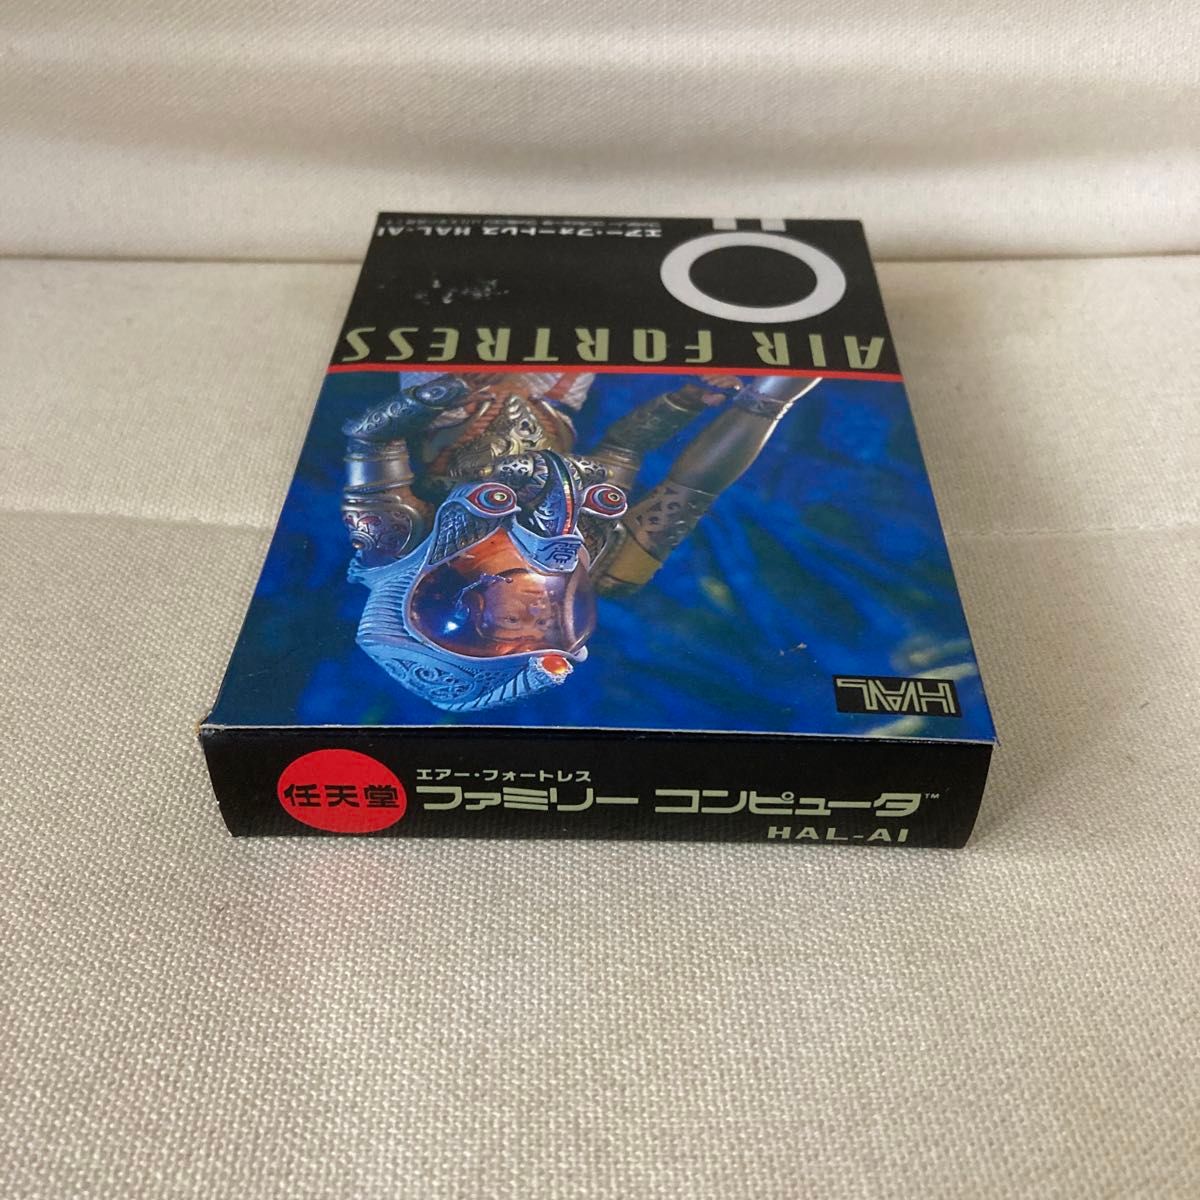 エアー・フォートレス HAL-AI
AIR FORTRESS
HAL
任天堂
エアー・フォートレス
ファミリー コンピュータ™
HAL-AI